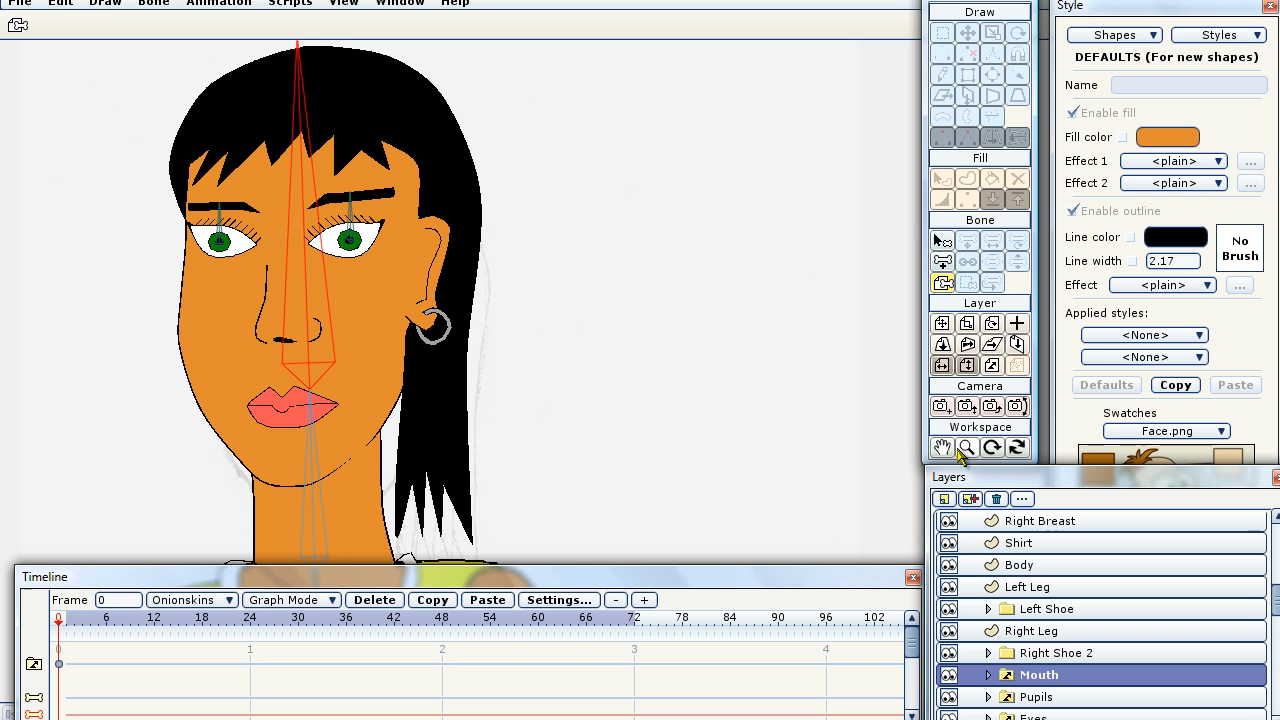 File Edit Draw Bone Animation Scripts View Window Help
Draw
Fill
Bone
Layer
Camera
Workspace
Style
Shapes Styles
DEFAULTS (For new shapes)
Name
Enable fill
Fill color
Effect 1 <plain> ...
Effect 2 <plain> ...
Enable outline
Line color
No Brush
Line width 2.17
Effect <plain> ...
Applied styles:
<None>
<None>
Defaults Copy Paste
Swatches
Face.png
Layers
...
Right Breast
Shirt
Body
Left Leg
Left Shoe
Right Leg
Right Shoe 2
Mouth
Pupils
Eyes
Timeline
Frame 0 Onionskins Graph Mode Delete Copy Paste Settings... - +
0 6 12 18 24 30 36 42 48 54 60 66 72 78 84 90 96 102
0 1 2 3 4